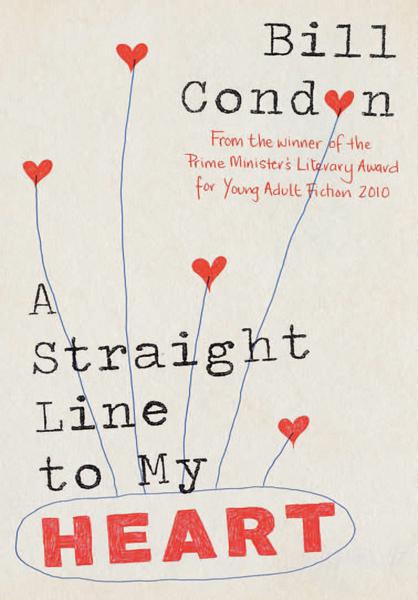 Bill
Condon
From the winner of the
Prime Minister's Literary Award
for Young Adult Fiction 2010
A
Straight
Line
to My
HEART